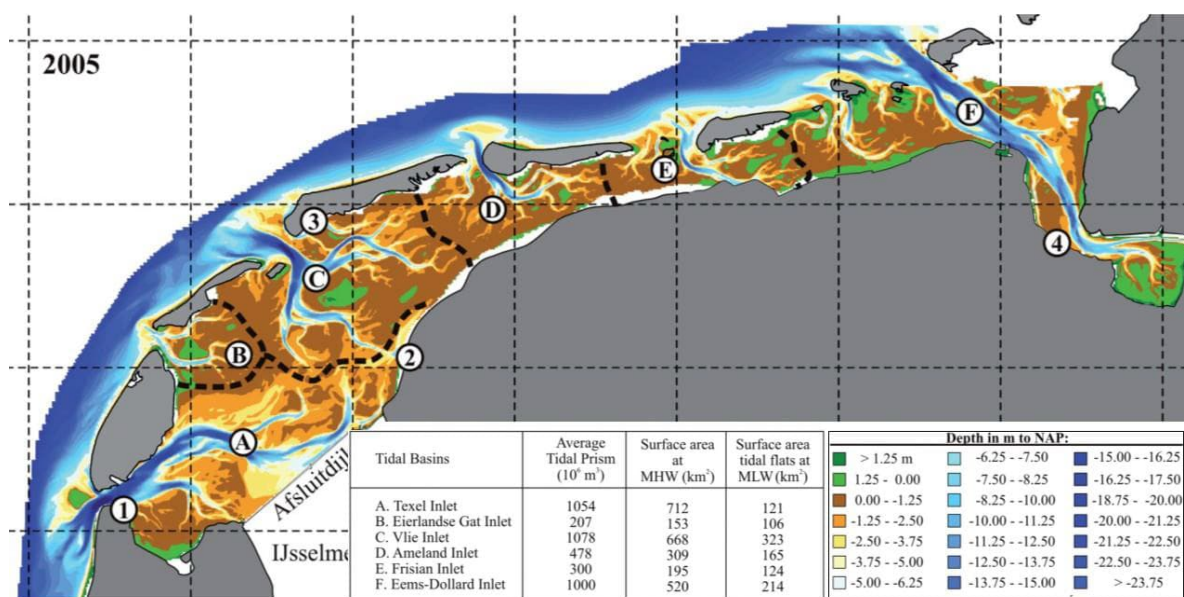 2005
F
E
D
3
4
C
B
2
A
1
Afsluitdijk
IJsselme
Tidal Basins
Average
Tidal Prism
(10⁶ m³)
Surface area
at
MHW (km²)
Surface area
tidal flats at
MLW (km²)
A. Texel Inlet 1054 712 121
B. Eierlandse Gat Inlet 207 153 106
C. Vlie Inlet 1078 668 323
D. Ameland Inlet 478 309 165
E. Frisian Inlet 300 195 124
F. Eems-Dollard Inlet 1000 520 214
Depth in m to NAP:
> 1.25 m -6.25 - -7.50 -15.00 - -16.25
1.25 - 0.00 -7.50 - -8.25 -16.25 - -17.50
0.00 - -1.25 -8.25 - -10.00 -18.75 - -20.00
-1.25 - -2.50 -10.00 - -11.25 -20.00 - -21.25
-2.50 - -3.75 -11.25 - -12.50 -21.25 - -22.50
-3.75 - -5.00 -12.50 - -13.75 -22.50 - -23.75
-5.00 - -6.25 -13.75 - -15.00 > -23.75